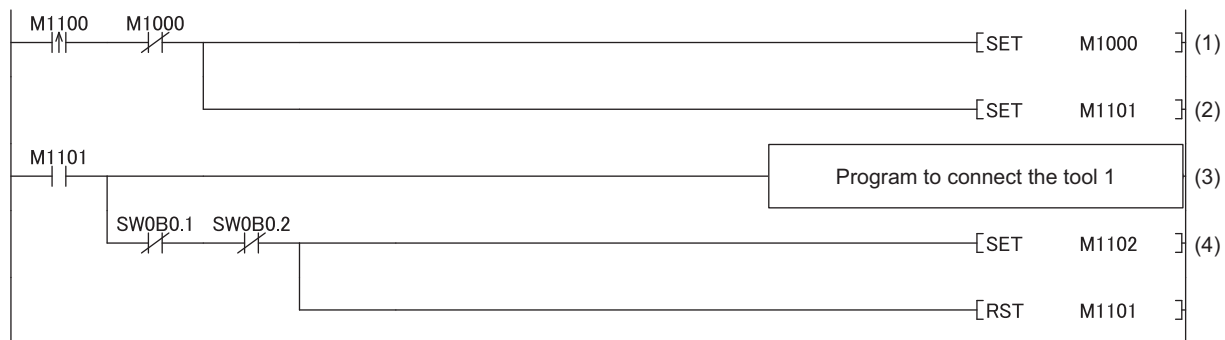 M1100 M1000
[SET M1000 ] (1)
[SET M1101 ] (2)
M1101
Program to connect the tool 1 (3)
SW0B0.1 SW0B0.2
[SET M1102 ] (4)
[RST M1101 ]